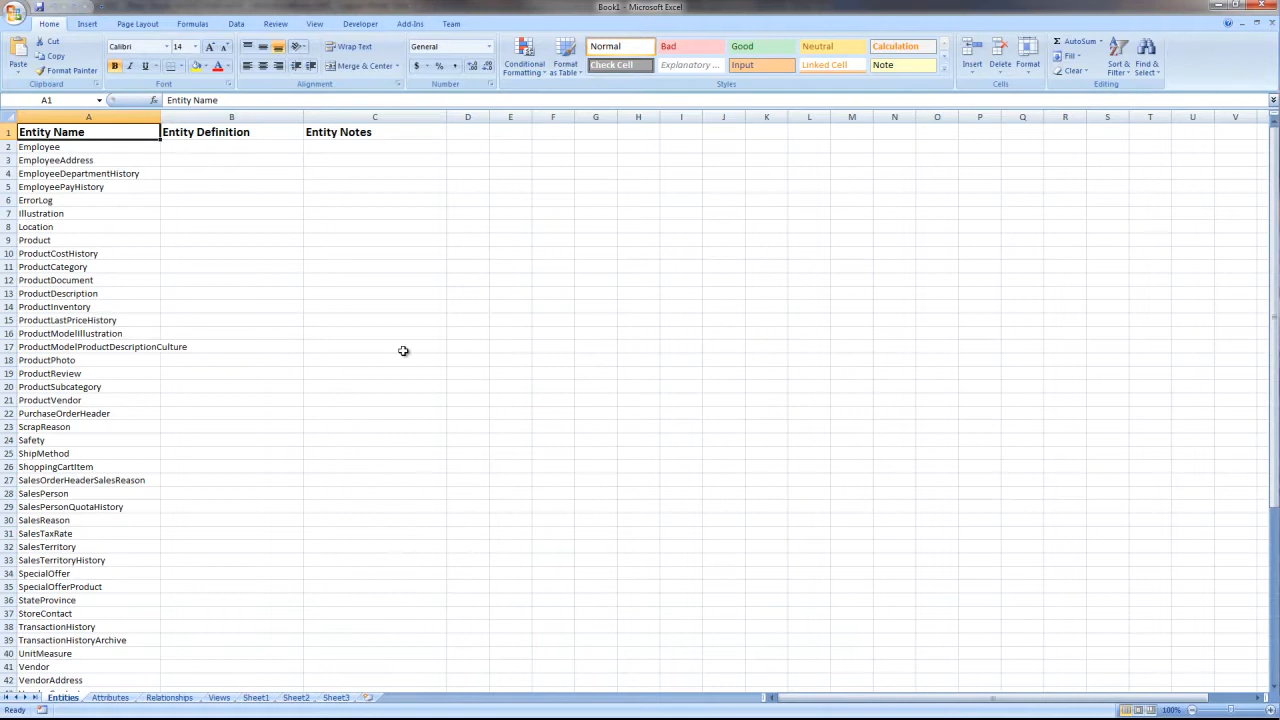 Book1 - Microsoft Excel
Home Insert Page Layout Formulas Data Review View Developer Add-Ins Team
Paste
Cut
Copy
Format Painter
Clipboard
Calibri 14
Font
Wrap Text
Merge & Center
Alignment
General
Number
Conditional Formatting
Format as Table
Normal Bad Good Neutral Calculation
Check Cell Explanatory ... Input Linked Cell Note
Styles
Insert Delete Format
Cells
AutoSum
Fill
Clear
Sort & Filter
Find & Select
Editing
A1 fx Entity Name
A B C D E F G H I J K L M N O P Q R S T U V
1 Entity Name Entity Definition Entity Notes
2 Employee
3 EmployeeAddress
4 EmployeeDepartmentHistory
5 EmployeePayHistory
6 ErrorLog
7 Illustration
8 Location
9 Product
10 ProductCostHistory
11 ProductCategory
12 ProductDocument
13 ProductDescription
14 ProductInventory
15 ProductLastPriceHistory
16 ProductModelIllustration
17 ProductModelProductDescriptionCulture
18 ProductPhoto
19 ProductReview
20 ProductSubcategory
21 ProductVendor
22 PurchaseOrderHeader
23 ScrapReason
24 Safety
25 ShipMethod
26 ShoppingCartItem
27 SalesOrderHeaderSalesReason
28 SalesPerson
29 SalesPersonQuotaHistory
30 SalesReason
31 SalesTaxRate
32 SalesTerritory
33 SalesTerritoryHistory
34 SpecialOffer
35 SpecialOfferProduct
36 StateProvince
37 StoreContact
38 TransactionHistory
39 TransactionHistoryArchive
40 UnitMeasure
41 Vendor
42 VendorAddress
Entities Attributes Relationships Views Sheet1 Sheet2 Sheet3
Ready 100%